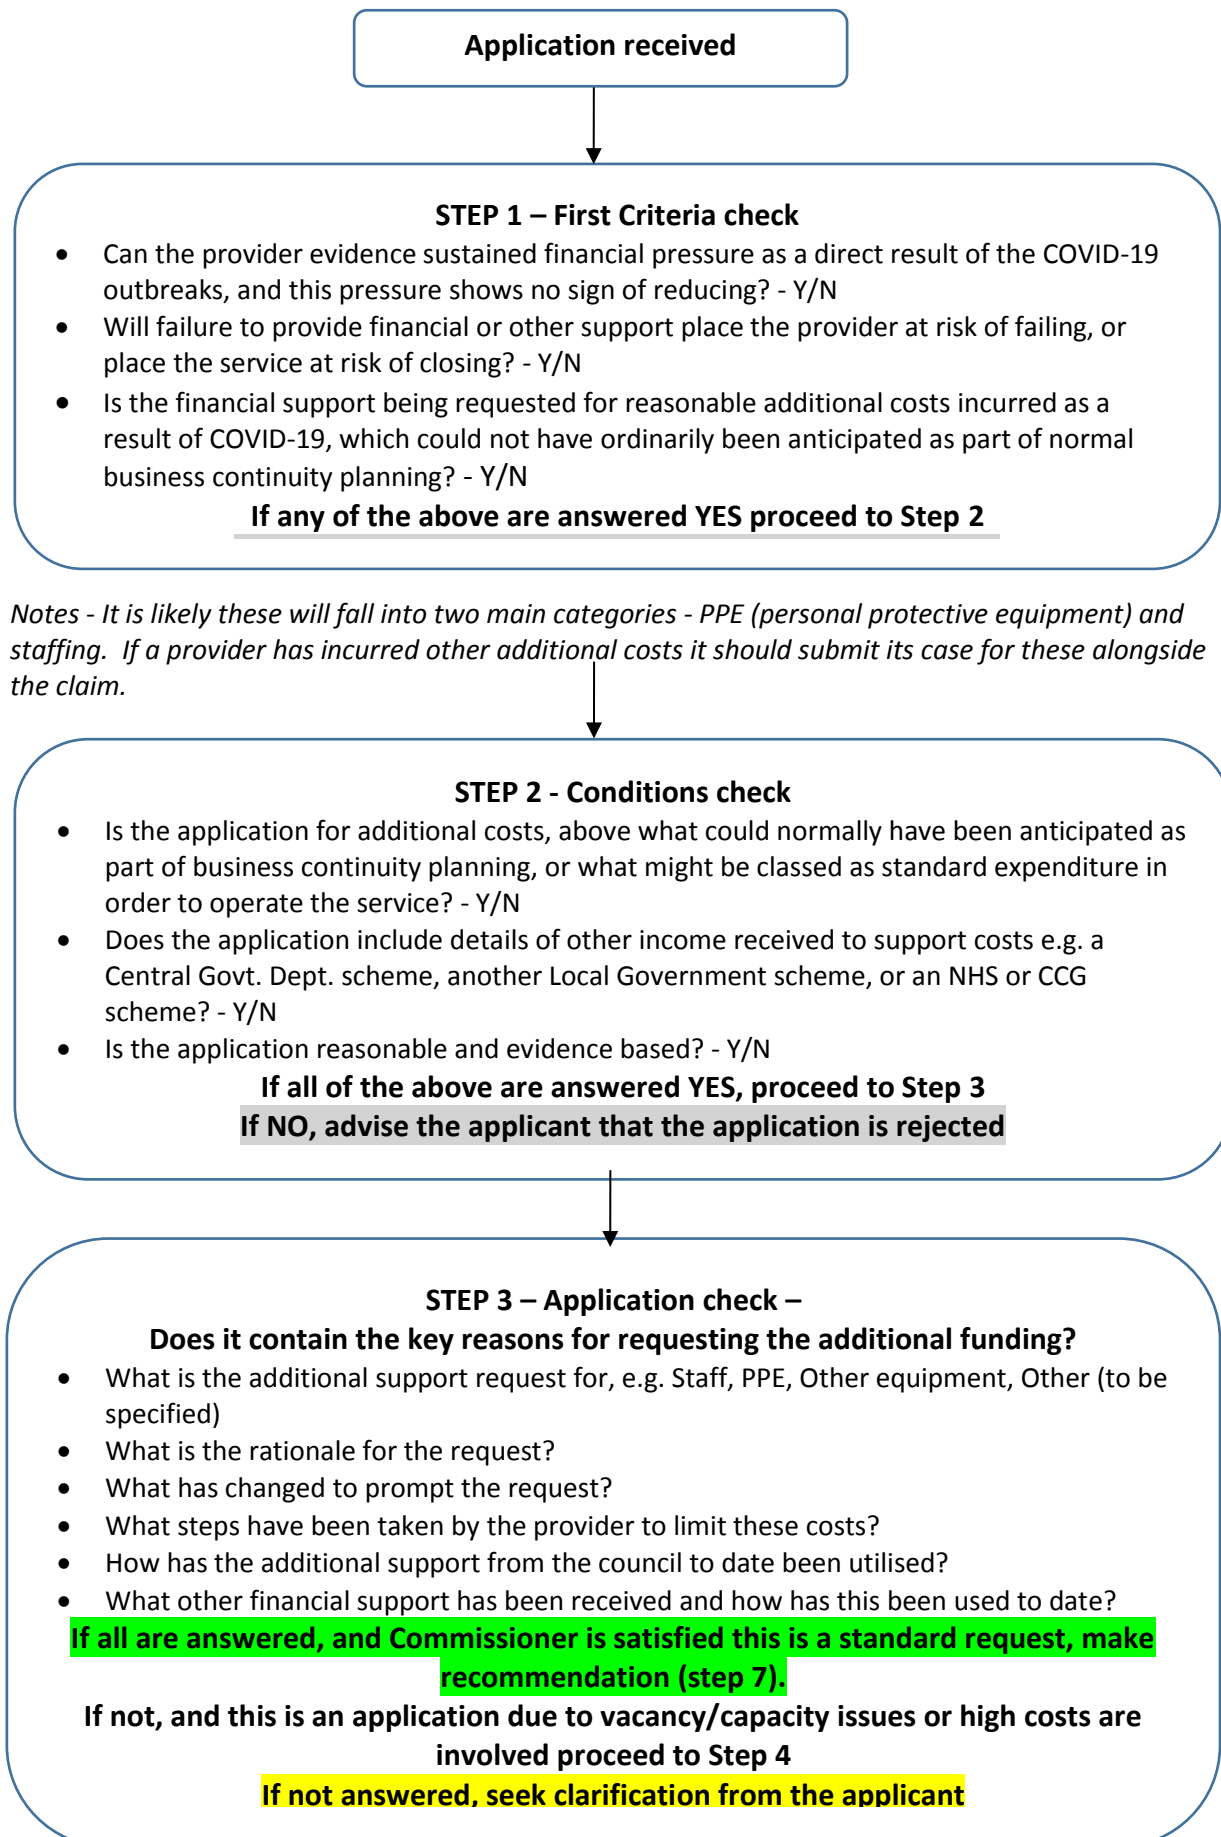 Application received
STEP 1 – First Criteria check
• Can the provider evidence sustained financial pressure as a direct result of the COVID-19
outbreaks, and this pressure shows no sign of reducing? - Y/N
• Will failure to provide financial or other support place the provider at risk of failing, or
place the service at risk of closing? - Y/N
• Is the financial support being requested for reasonable additional costs incurred as a
result of COVID-19, which could not have ordinarily been anticipated as part of normal
business continuity planning? - Y/N
If any of the above are answered YES proceed to Step 2
Notes - It is likely these will fall into two main categories - PPE (personal protective equipment) and
staffing. If a provider has incurred other additional costs it should submit its case for these alongside
the claim.
STEP 2 - Conditions check
• Is the application for additional costs, above what could normally have been anticipated as
part of business continuity planning, or what might be classed as standard expenditure in
order to operate the service? - Y/N
• Does the application include details of other income received to support costs e.g. a
Central Govt. Dept. scheme, another Local Government scheme, or an NHS or CCG
scheme? - Y/N
• Is the application reasonable and evidence based? - Y/N
If all of the above are answered YES, proceed to Step 3
If NO, advise the applicant that the application is rejected
STEP 3 – Application check –
Does it contain the key reasons for requesting the additional funding?
• What is the additional support request for, e.g. Staff, PPE, Other equipment, Other (to be
specified)
• What is the rationale for the request?
• What has changed to prompt the request?
• What steps have been taken by the provider to limit these costs?
• How has the additional support from the council to date been utilised?
• What other financial support has been received and how has this been used to date?
If all are answered, and Commissioner is satisfied this is a standard request, make
recommendation (step 7).
If not, and this is an application due to vacancy/capacity issues or high costs are
involved proceed to Step 4
If not answered, seek clarification from the applicant